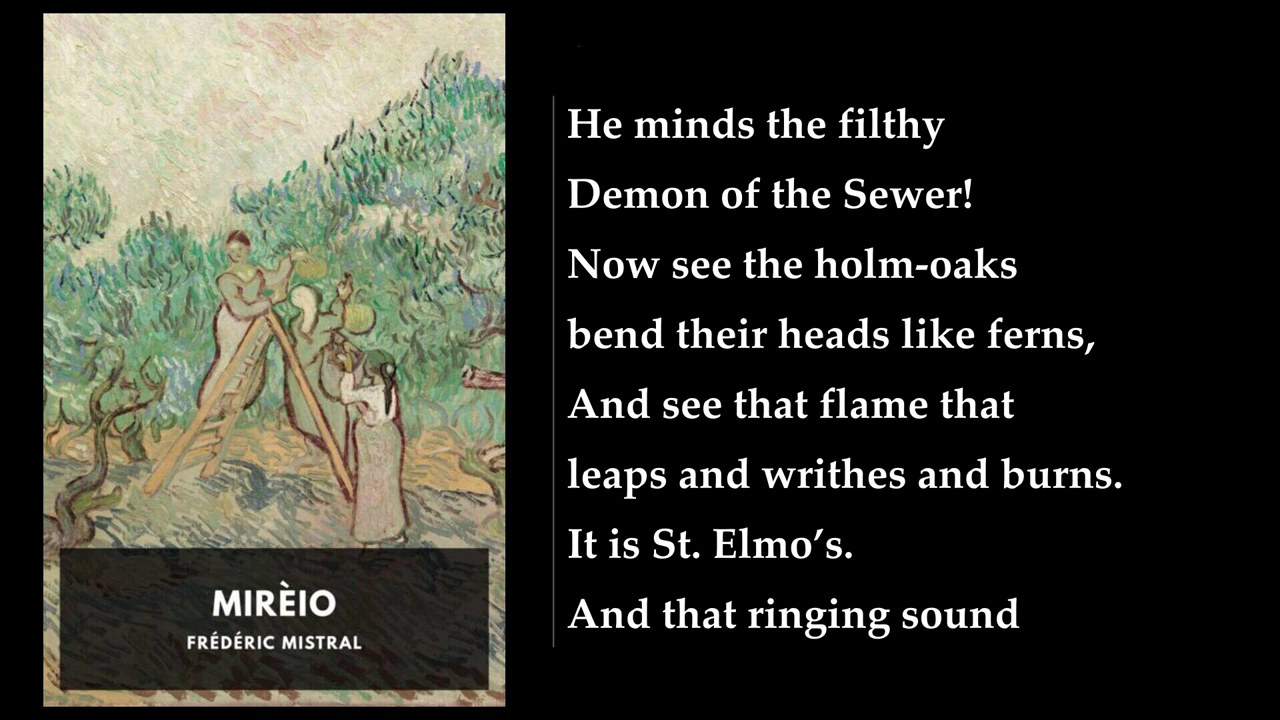 MIRÈIO
FRÉDÉRIC MISTRAL
He minds the filthy
Demon of the Sewer!
Now see the holm-oaks
bend their heads like ferns,
And see that flame that
leaps and writhes and burns.
It is St. Elmo’s.
And that ringing sound